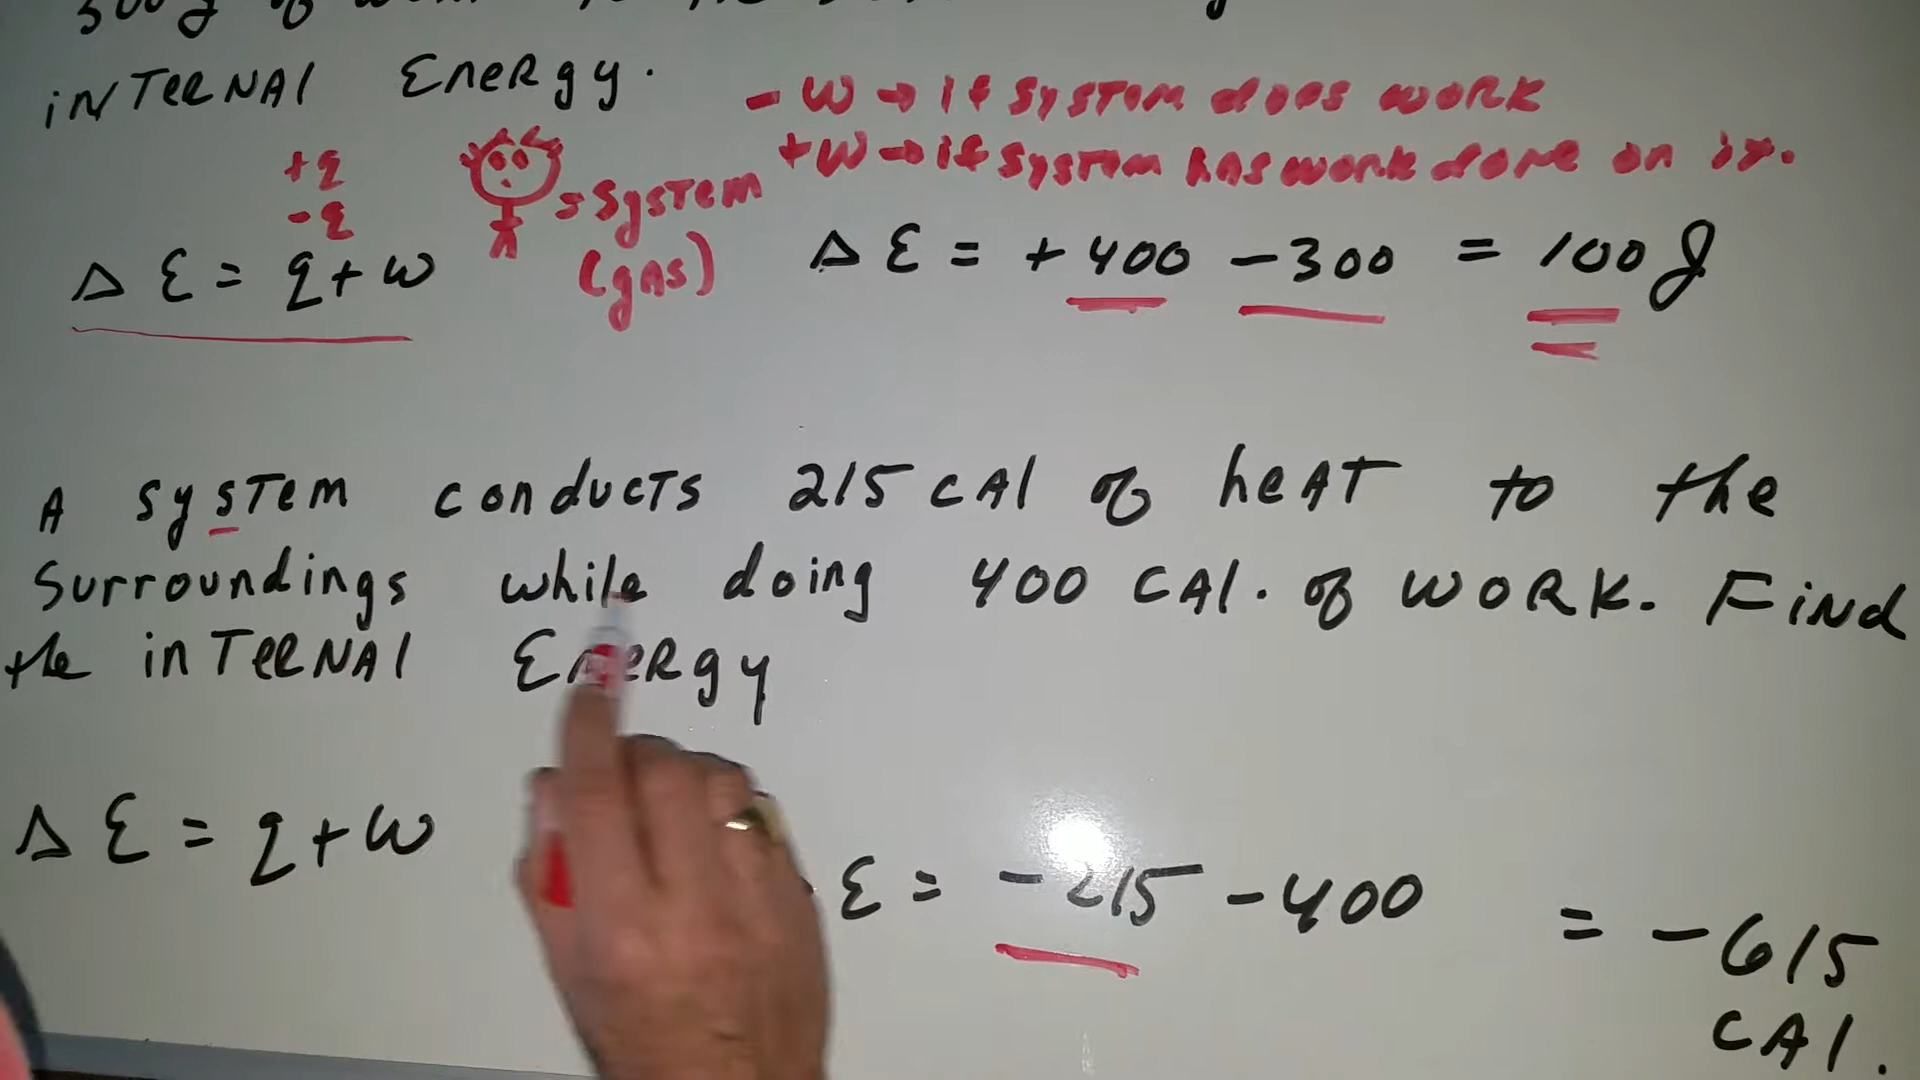 INTERNAL ENERgy.
- W → if system does work
+W → if system has work done on it.
+q
-q
= system
(gAs)
Δ E = q + w
Δ E = + 400 - 300 = 100 J
A system conducts 215 CAl of heAT to the
Surroundings while doing 400 CAl. of WORK. Find
the inTERNAl ENERgy
Δ E = q + w
E = -215 - 400 = -615
CAl.